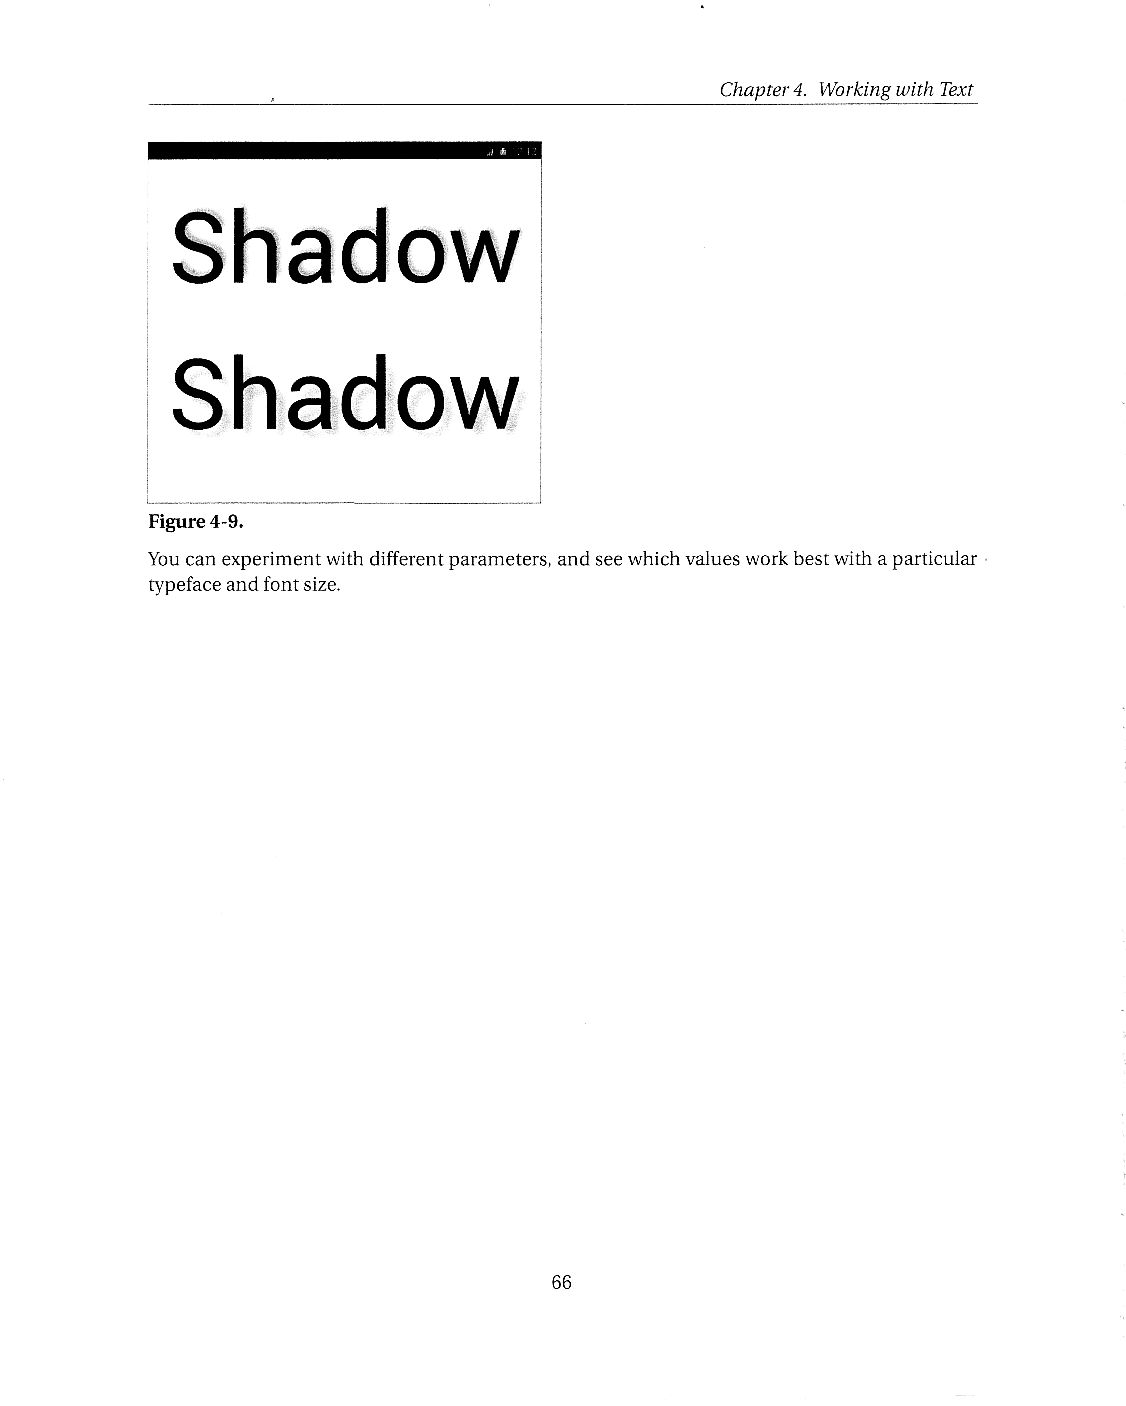 Chapter 4. Working with Text
Shadow
Shadow
Figure 4-9.
You can experiment with different parameters, and see which values work best with a particular
typeface and font size.
66